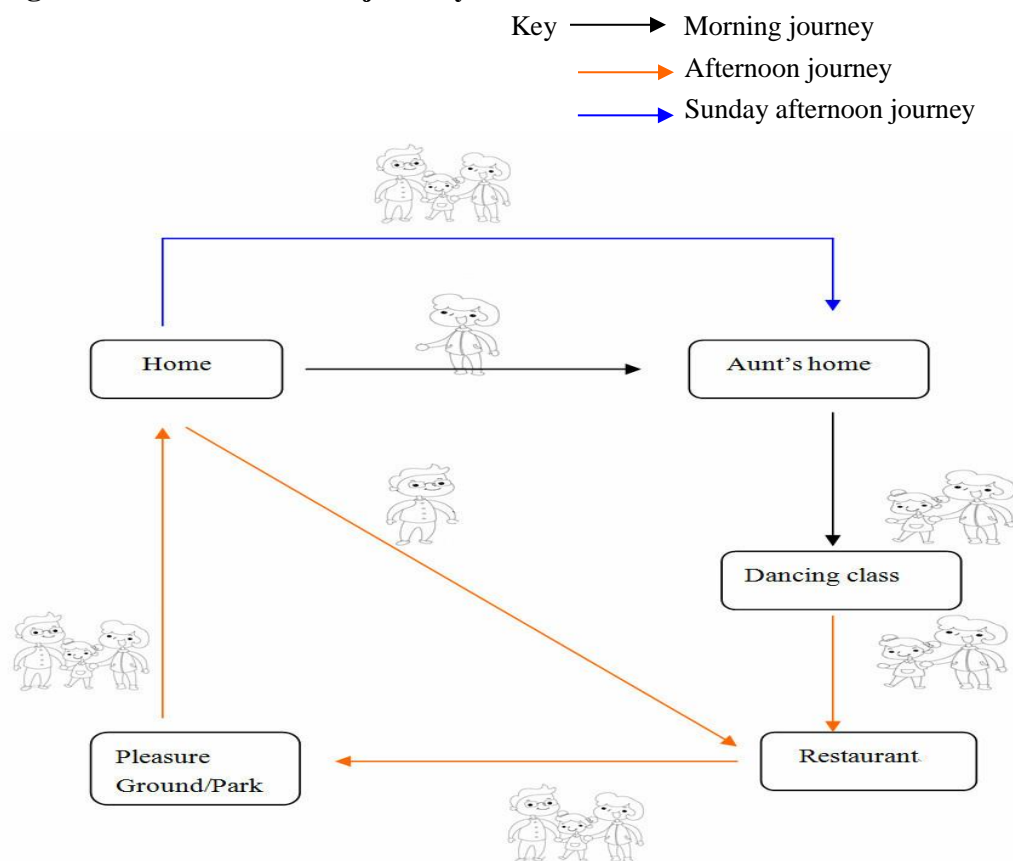 Key Morning journey
Afternoon journey
Sunday afternoon journey
Home
Aunt's home
Dancing class
Pleasure
Ground/Park
Restaurant